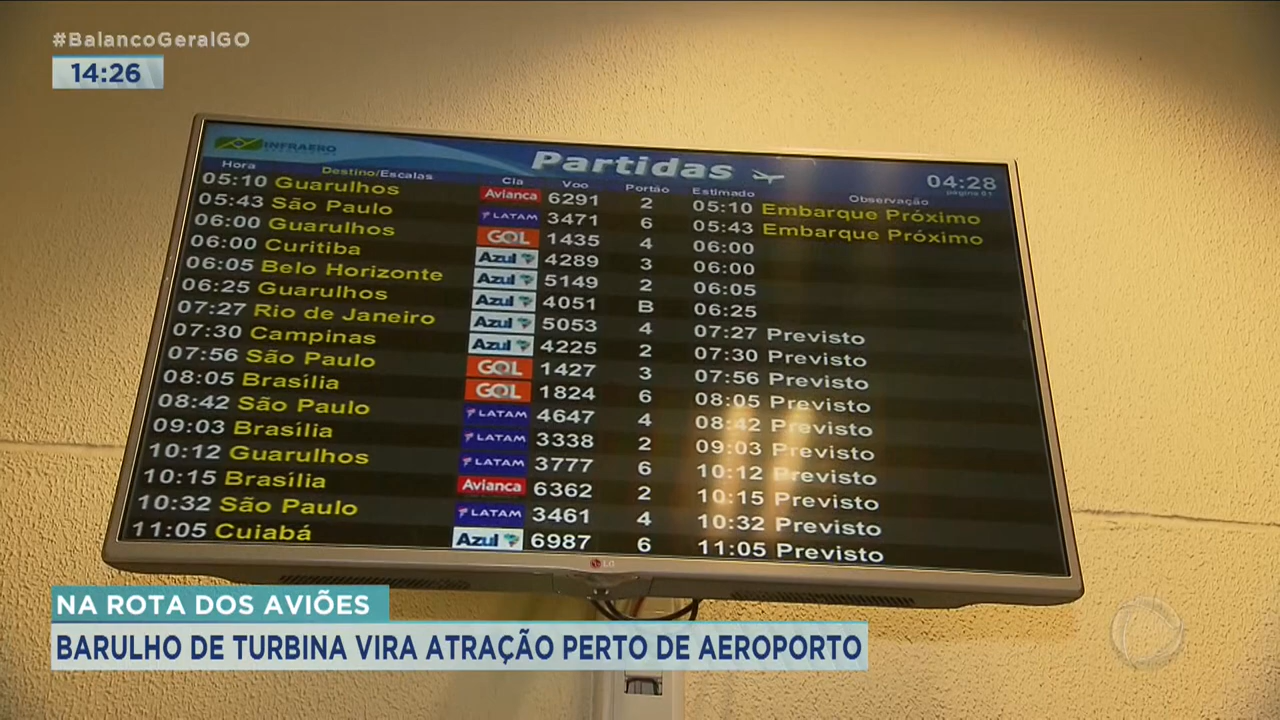 #BalancoGeralGO
14:26
INFRAERO
Partidas
04:28
Hora Destino/Escalas Cia Voo Portão Estimado Observação
05:10 Guarulhos Avianca 6291 2 05:10 Embarque Próximo
05:43 São Paulo LATAM 3471 6 05:43 Embarque Próximo
06:00 Guarulhos GOL 1435 4 06:00
06:00 Curitiba Azul 4289 3 06:00
06:05 Belo Horizonte Azul 5149 2 06:05
06:25 Guarulhos Azul 4051 B 06:25
07:27 Rio de Janeiro Azul 5053 4 07:27 Previsto
07:30 Campinas Azul 4225 2 07:30 Previsto
07:56 São Paulo GOL 1427 3 07:56 Previsto
08:05 Brasília GOL 1824 6 08:05 Previsto
08:42 São Paulo LATAM 4647 4 08:42 Previsto
09:03 Brasília LATAM 3338 2 09:03 Previsto
10:12 Guarulhos LATAM 3777 6 10:12 Previsto
10:15 Brasília Avianca 6362 2 10:15 Previsto
10:32 São Paulo LATAM 3461 4 10:32 Previsto
11:05 Cuiabá Azul 6987 6 11:05 Previsto
LG
NA ROTA DOS AVIÕES
BARULHO DE TURBINA VIRA ATRAÇÃO PERTO DE AEROPORTO